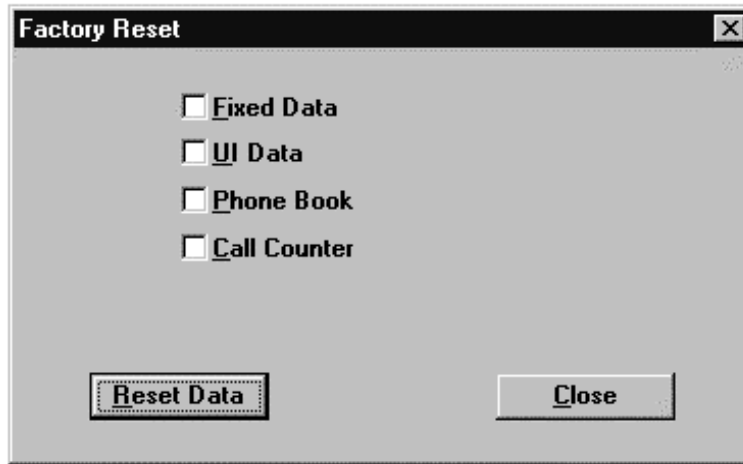 Factory Reset
Fixed Data
UI Data
Phone Book
Call Counter
Reset Data
Close